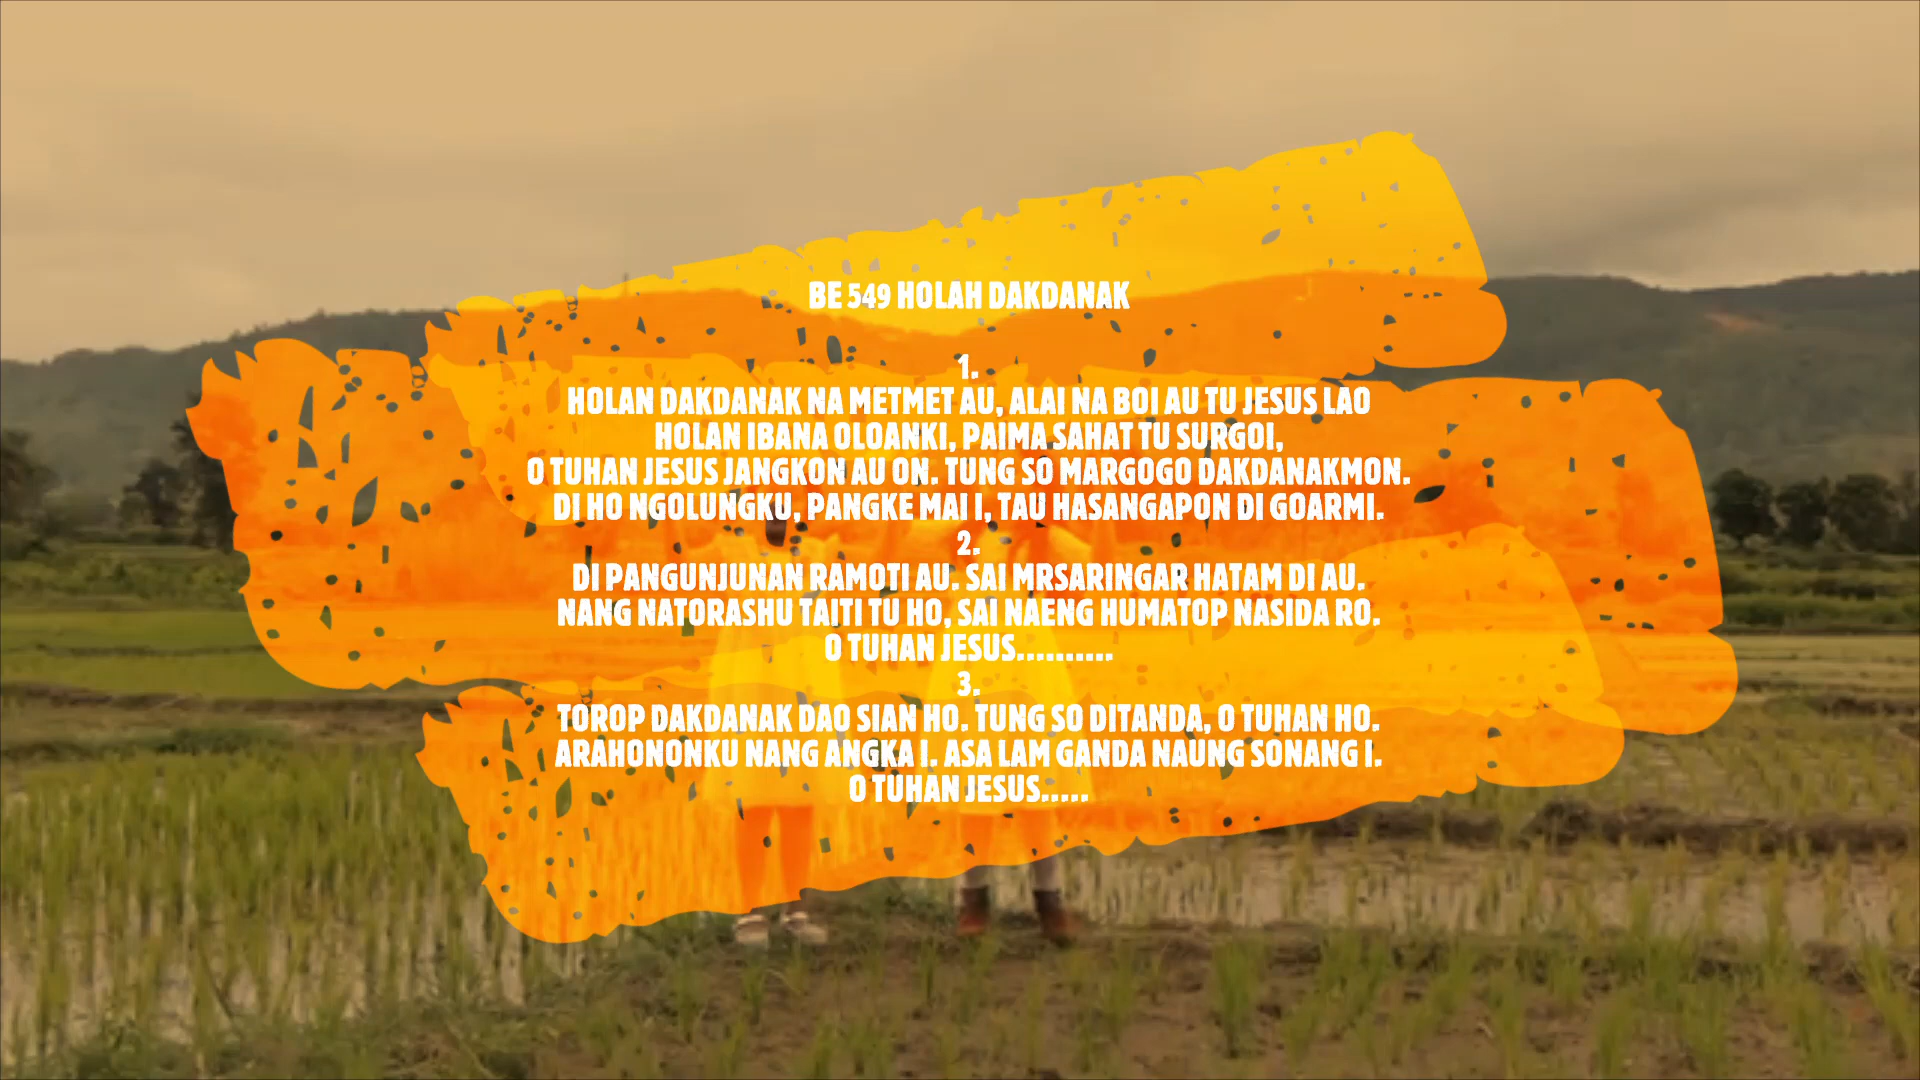 BE 549 HOLAH DAKDANAK
1.
HOLAN DAKDANAK NA METMET AU, ALAI NA BOI AU TU JESUS LAO
HOLAN IBANA OLOANKI, PAIMA SAHAT TU SURGOI,
O TUHAN JESUS JANGKON AU ON. TUNG SO MARGOGO DAKDANAKMON.
DI HO NGOLUNGKU, PANGKE MAI I, TAU HASANGAPON DI GOARMI.
2.
DI PANGUNJUNAN RAMOTI AU. SAI MRSARINGAR HATAM DI AU.
NANG NATORASHU TAITI TU HO, SAI NAENG HUMATOP NASIDA RO.
O TUHAN JESUS..........
3.
TOROP DAKDANAK DAO SIAN HO. TUNG SO DITANDA, O TUHAN HO.
ARAHONONKU NANG ANGKA I. ASA LAM GANDA NAUNG SONANG I.
O TUHAN JESUS.....